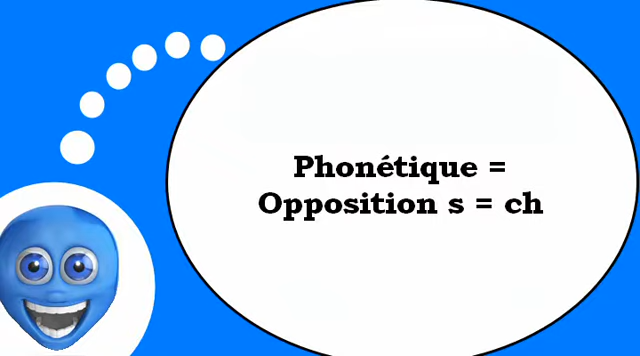 Phonétique =
Opposition s = ch